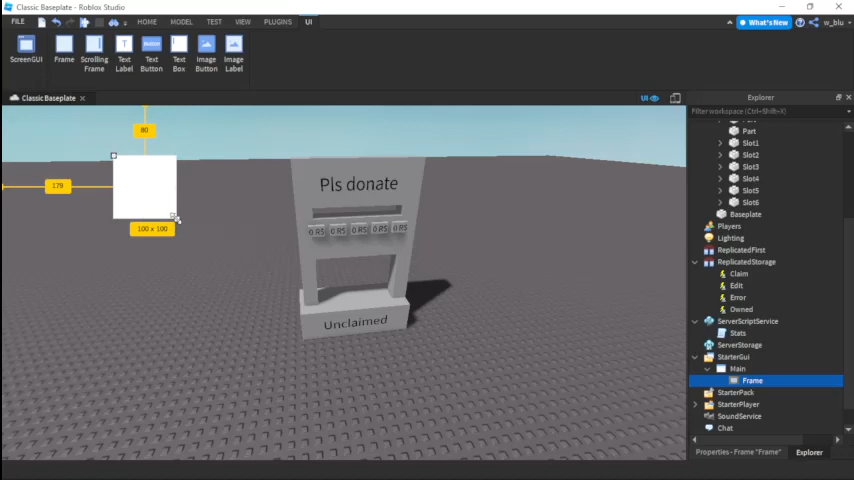 Classic Baseplate - Roblox Studio
FILE HOME MODEL TEST VIEW PLUGINS UI What's New w_blu
ScreenGUI Frame Scrolling Frame Text Label Text Button Text Box Image Button Image Label
Classic Baseplate UI Explorer
Filter workspace (Ctrl+Shift+X)
Part
Slot1
Slot2
Slot3
Slot4
Slot5
Slot6
Baseplate
Players
Lighting
ReplicatedFirst
ReplicatedStorage
Claim
Edit
Error
Owned
ServerScriptService
Stats
ServerStorage
StarterGui
Main
Frame
StarterPack
StarterPlayer
SoundService
Chat
Properties - Frame "Frame" Explorer
80
179
100 x 100
Pls donate
0 R$ 0 R$ 0 R$ 0 R$ 0 R$
Unclaimed